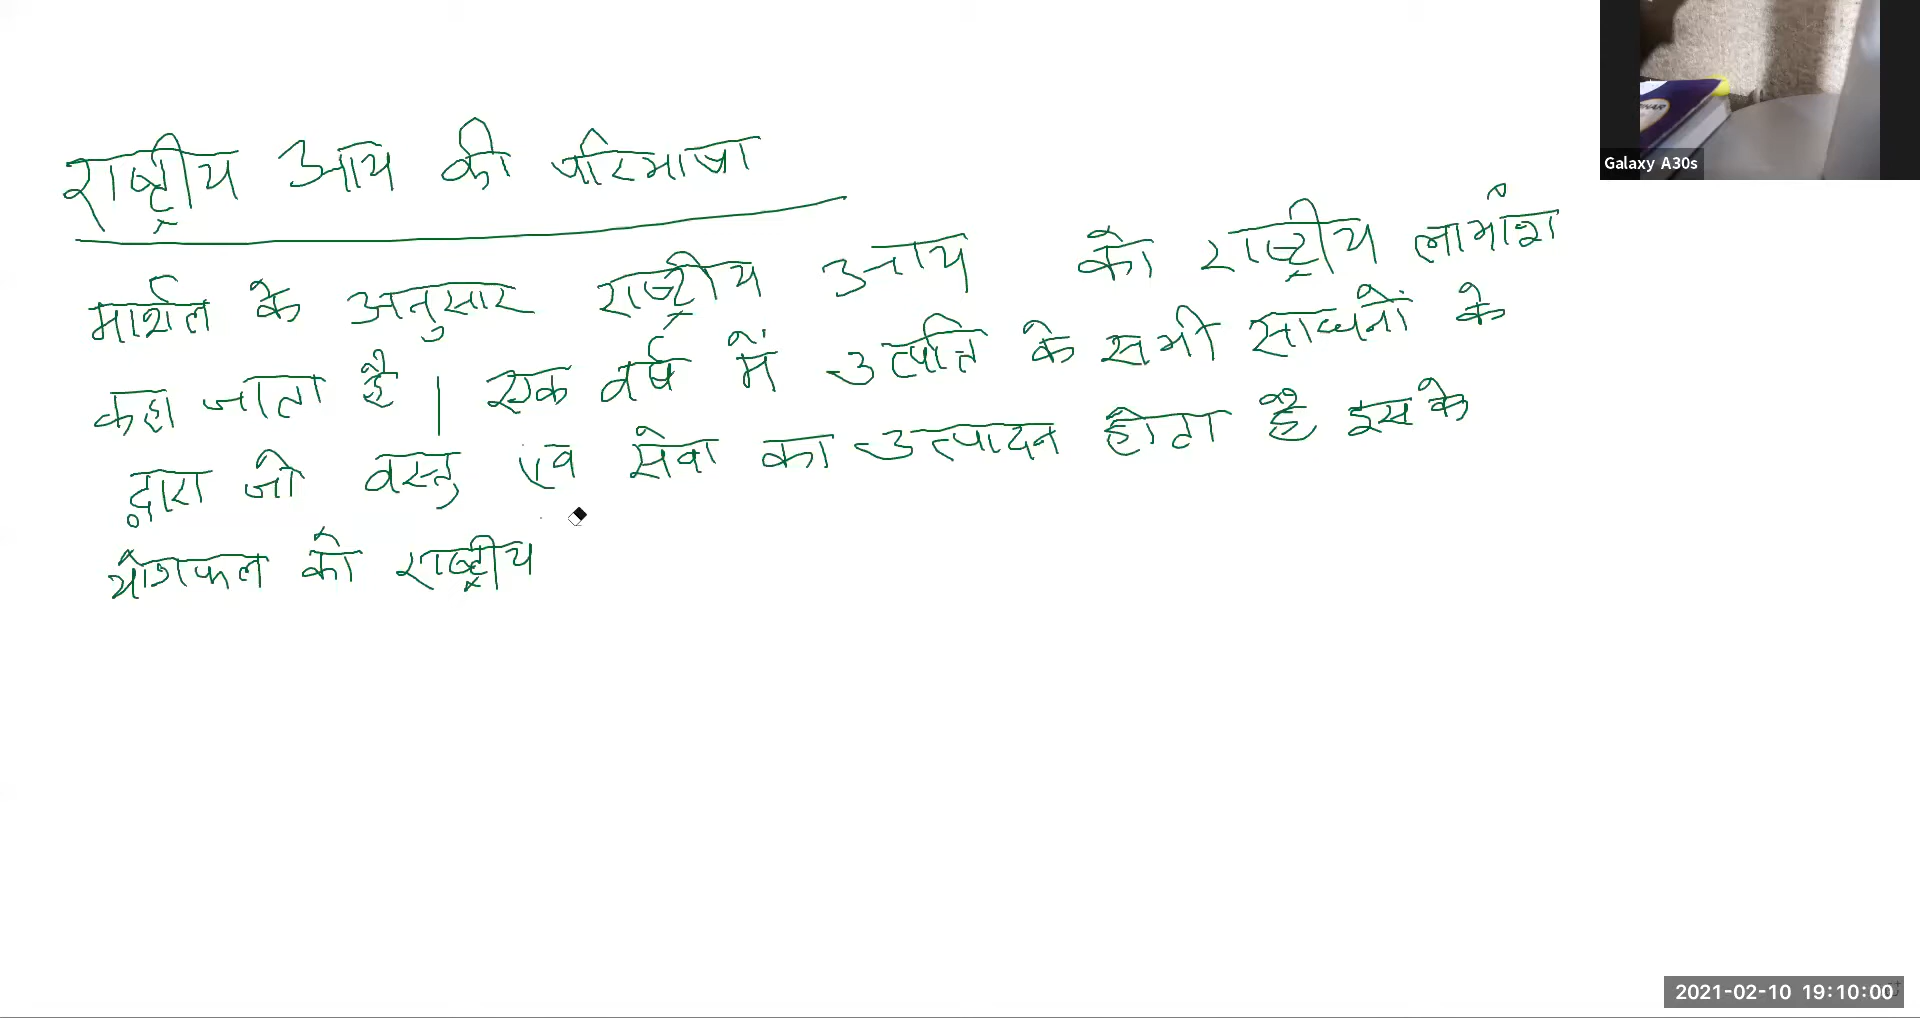 राष्ट्रीय आय की परिभाषा
मार्शल के अनुसार राष्ट्रीय आय को राष्ट्रीय लाभांश
कहा जाता है। एक वर्ष में उत्पत्ति के सभी साधनों के
द्वारा जो वस्तु एव सेवा का उत्पादन होटा है इसके
योगफल को राष्ट्रीय
Galaxy A30s
2021-02-10 19:10:00